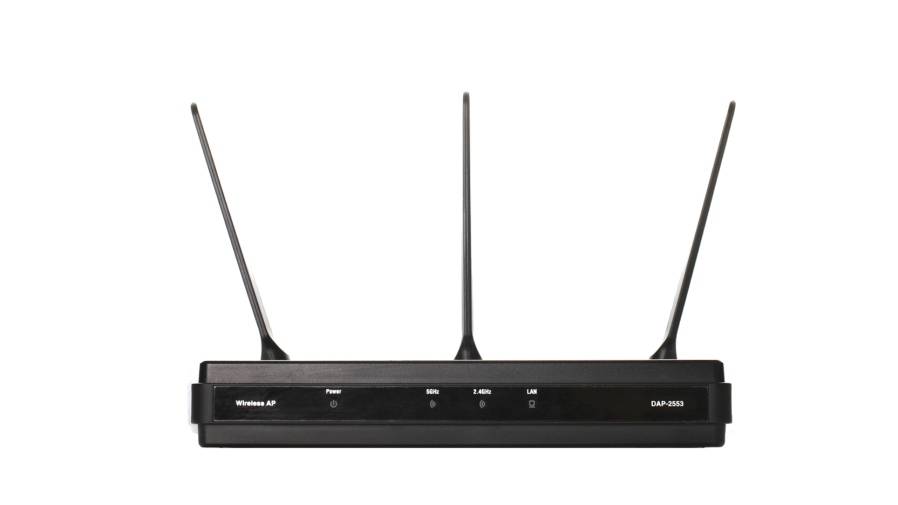 Power
5GHz
2.4GHz
LAN
Wireless AP
DAP-2553